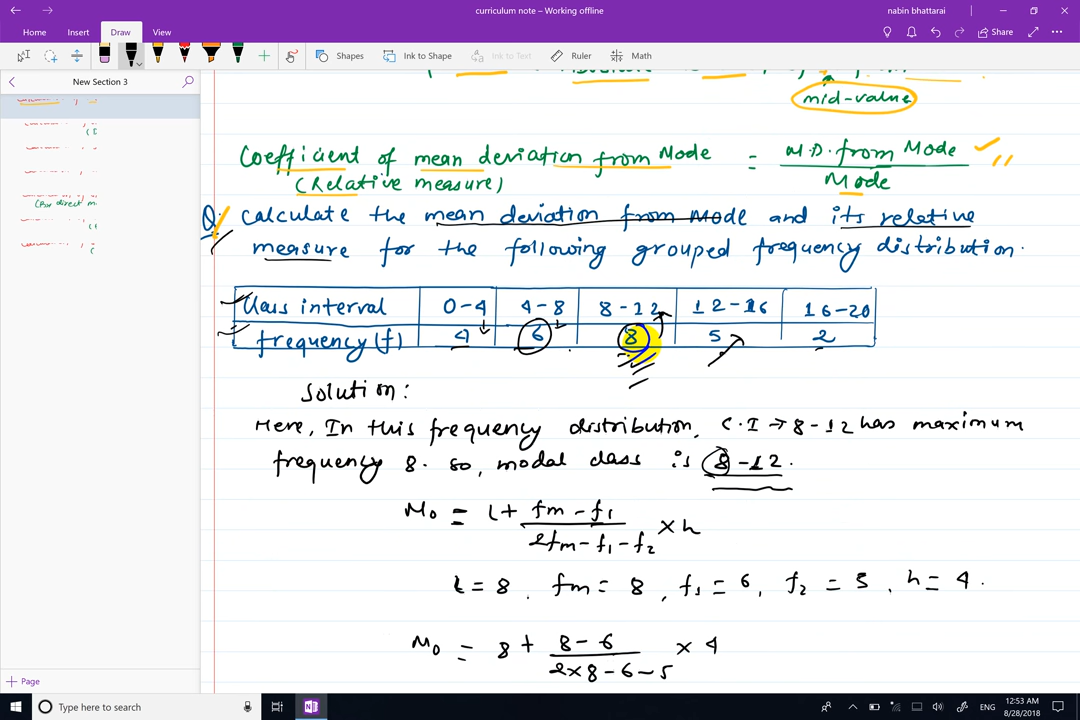 curriculum note – Working offline
nabin bhattarai
Home Insert Draw View
Share
Shapes Ink to Shape Ink to Text Ruler Math
New Section 3
mid-value
Coefficient of mean deviation from Mode = M.D. from Mode / Mode
(Relative measure)
Q. Calculate the mean deviation from Mode and its relative
measure for the following grouped frequency distribution.
Class interval 0-4 4-8 8-12 12-16 16-20
frequency (f) 4 6 8 5 2
Solution:
Here, In this frequency distribution, C.I → 8-12 has maximum
frequency 8. so, modal class is 8-12.
Mo = l + fm - f1 / 2fm - f1 - f2 × h
l = 8, fm = 8, f1 = 6, f2 = 5, h = 4.
Mo = 8 + 8 - 6 / 2×8 - 6 - 5 × 4
+ Page
Type here to search
ENG
12:53 AM
8/28/2018